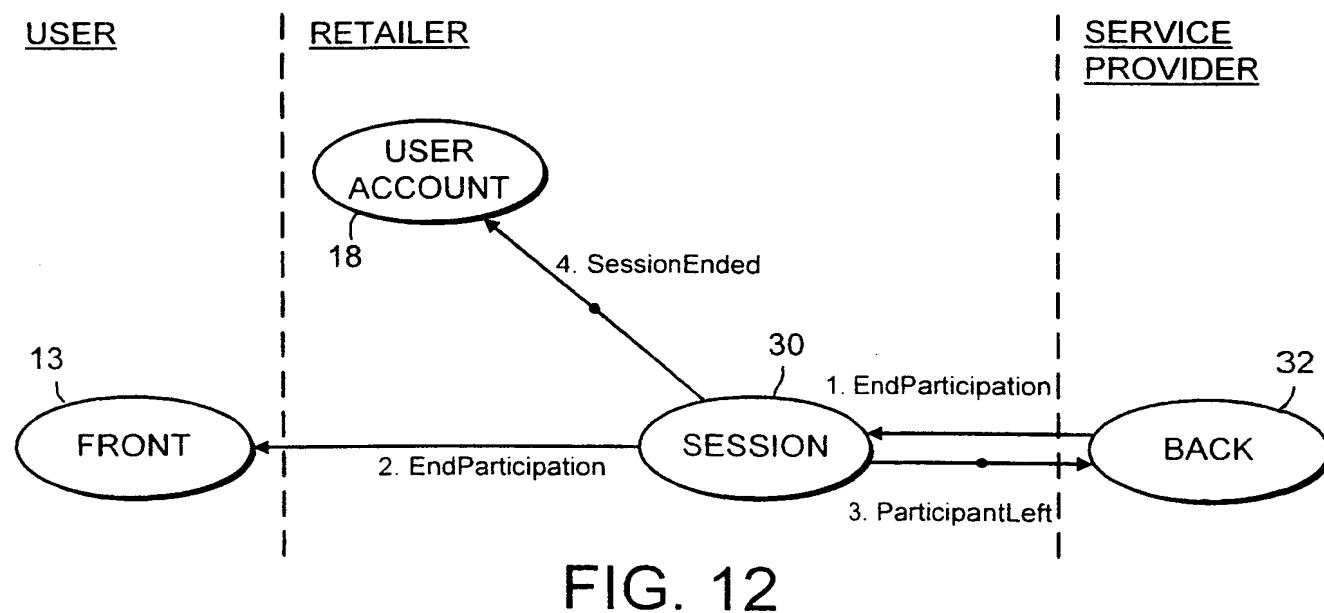 USER
RETAILER
SERVICE
PROVIDER
USER
ACCOUNT
18
4. SessionEnded
13
30
1. EndParticipation
32
FRONT
SESSION
BACK
2. EndParticipation
3. ParticipantLeft
FIG. 12